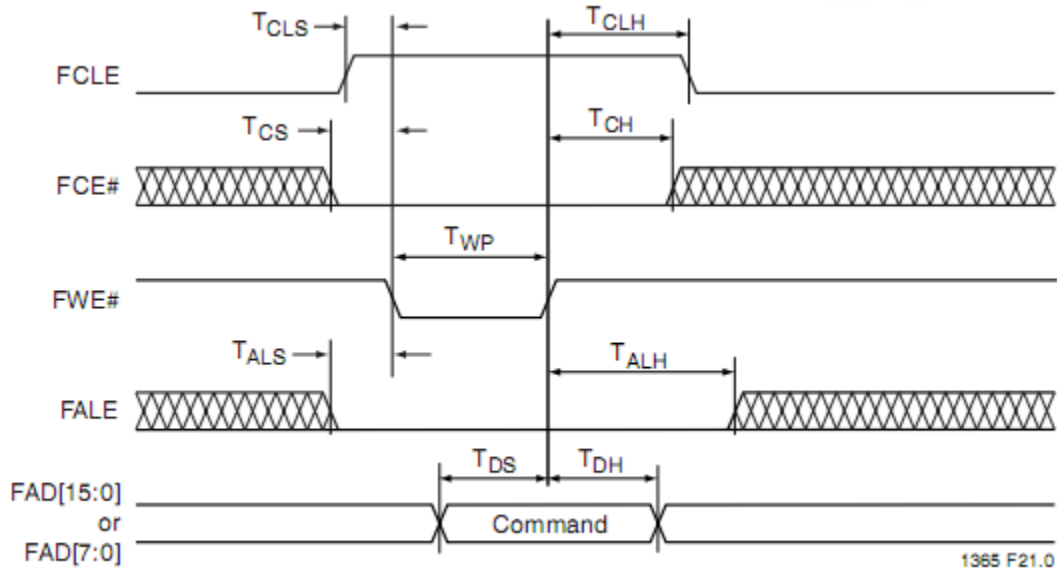 TCLS
TCLH
FCLE
TCS
TCH
FCE#
TWP
FWE#
TALS
TALH
FALE
TDS
TDH
FAD[15:0]
or
FAD[7:0]
Command
1365 F21.0